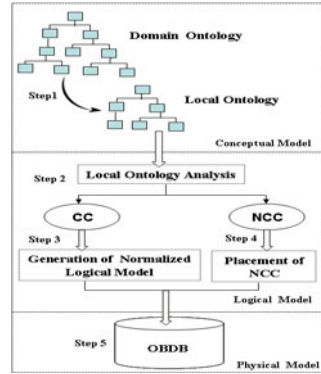 Domain Ontology
Step1
Local Ontology
Conceptual Model
Step 2
Local Ontology Analysis
CC
NCC
Step 3
Step 4
Generation of Normalized
Logical Model
Placement of
NCC
Logical Model
Step 5
OBDB
Physical Model